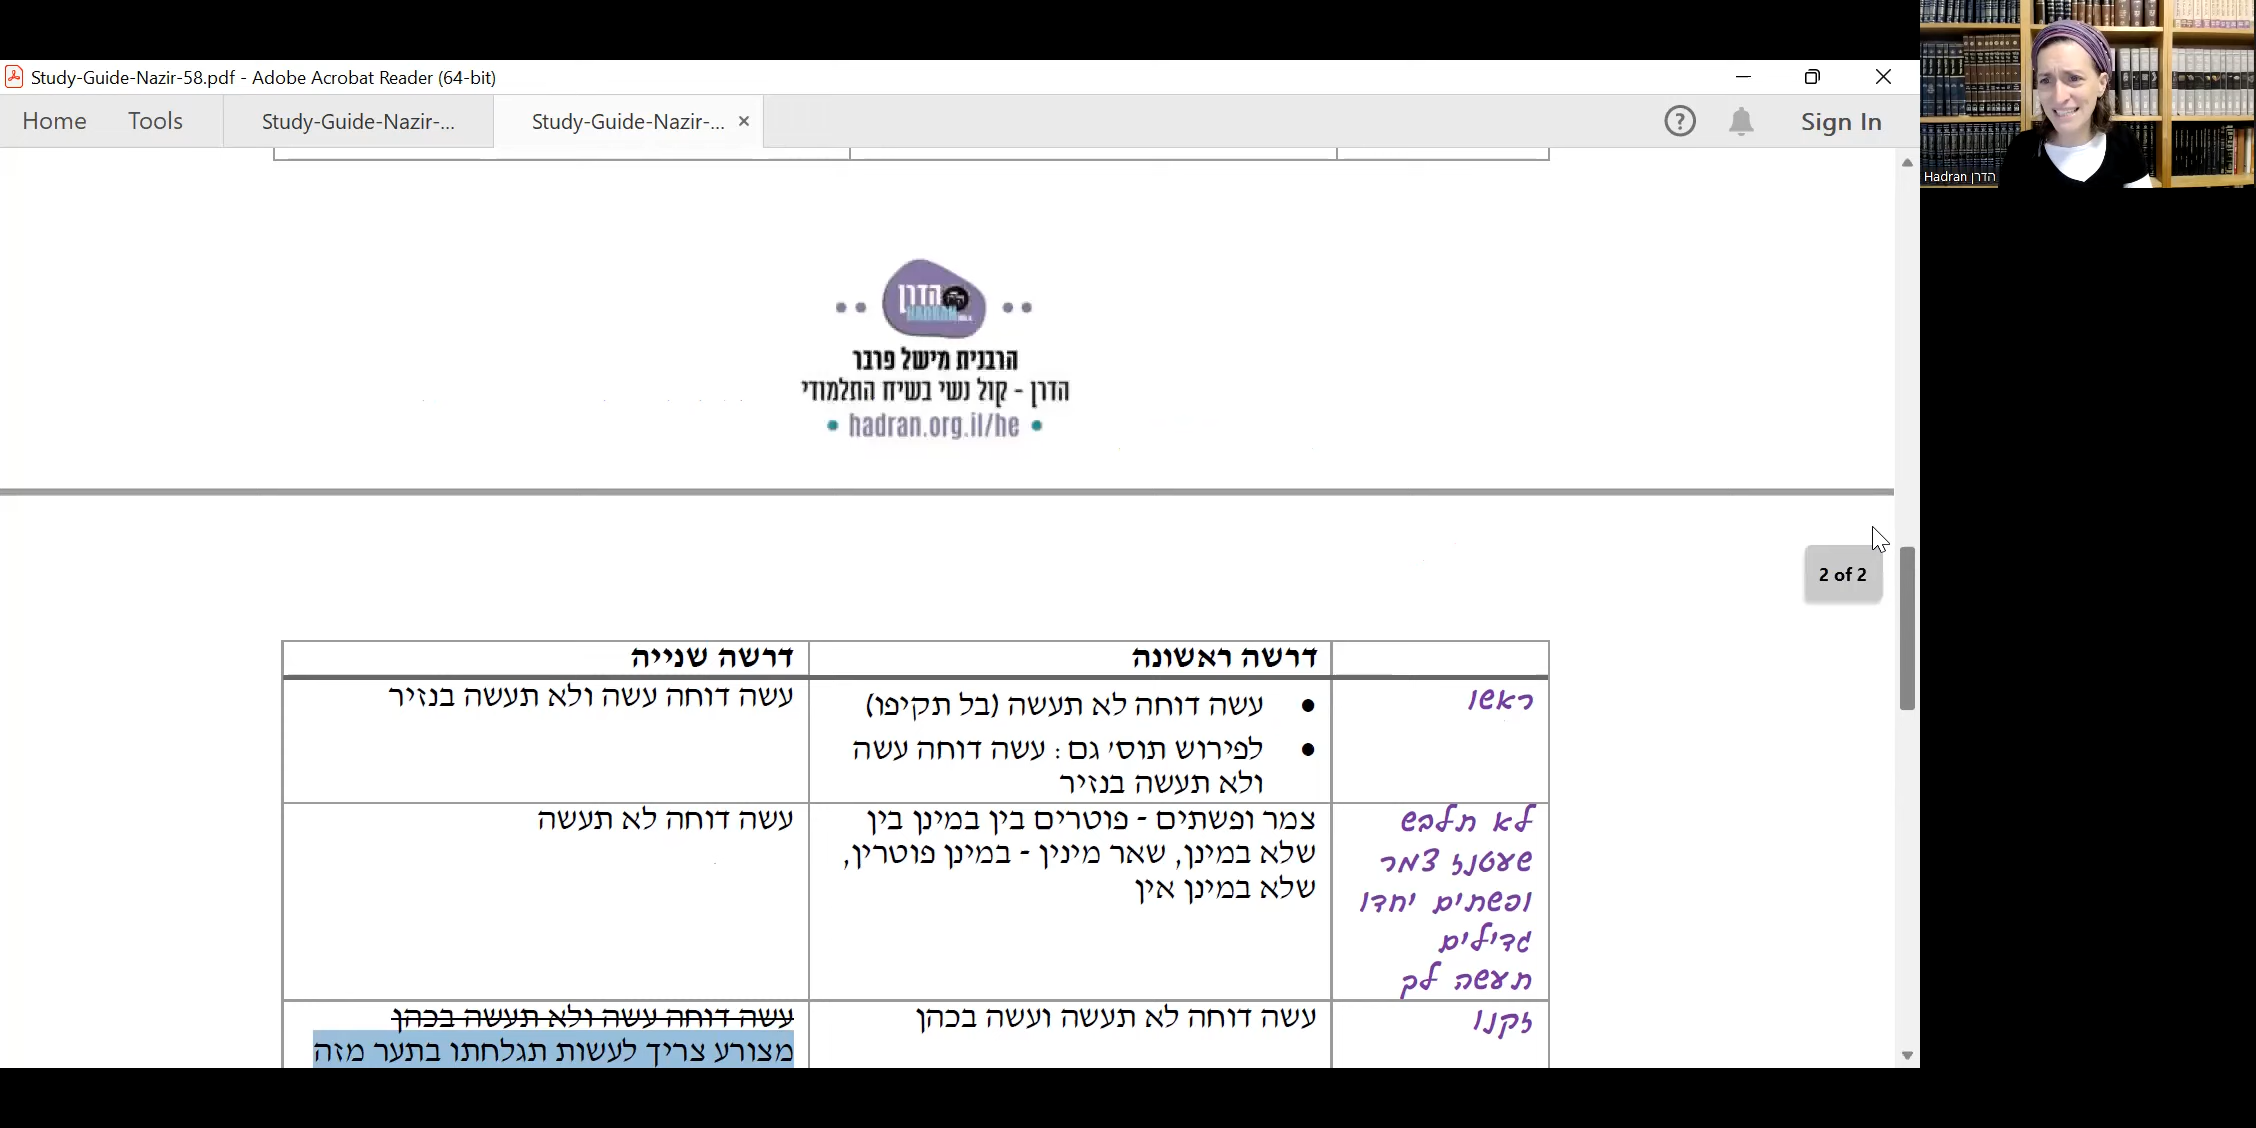 Study-Guide-Nazir-58.pdf - Adobe Acrobat Reader (64-bit)
Home Tools Study-Guide-Nazir-... Study-Guide-Nazir-... × ? Sign In
Hadran הדרן
הדרן
HADRAN
הרבנית מישל פרבר
הדרן - קול נשי בשיח התלמודי
• hadran.org.il/he •
2 of 2
דרשה ראשונה
דרשה שנייה
ראשו
• עשה דוחה לא תעשה (בל תקיפו)
• לפירוש תוס' גם: עשה דוחה עשה
ולא תעשה בנזיר
עשה דוחה עשה ולא תעשה בנזיר
לא תלבש
שעטנז צמר
ופשתים יחדו
גדילים
תעשה לך
צמר ופשתים - פוטרים בין במינן בין
שלא במינן, שאר מינין - במינן פוטרין,
שלא במינן אין
עשה דוחה לא תעשה
זקנו
עשה דוחה לא תעשה ועשה בכהן
עשה דוחה עשה ולא תעשה בכהן
מצורע צריך לעשות תגלחתו בתער מזה